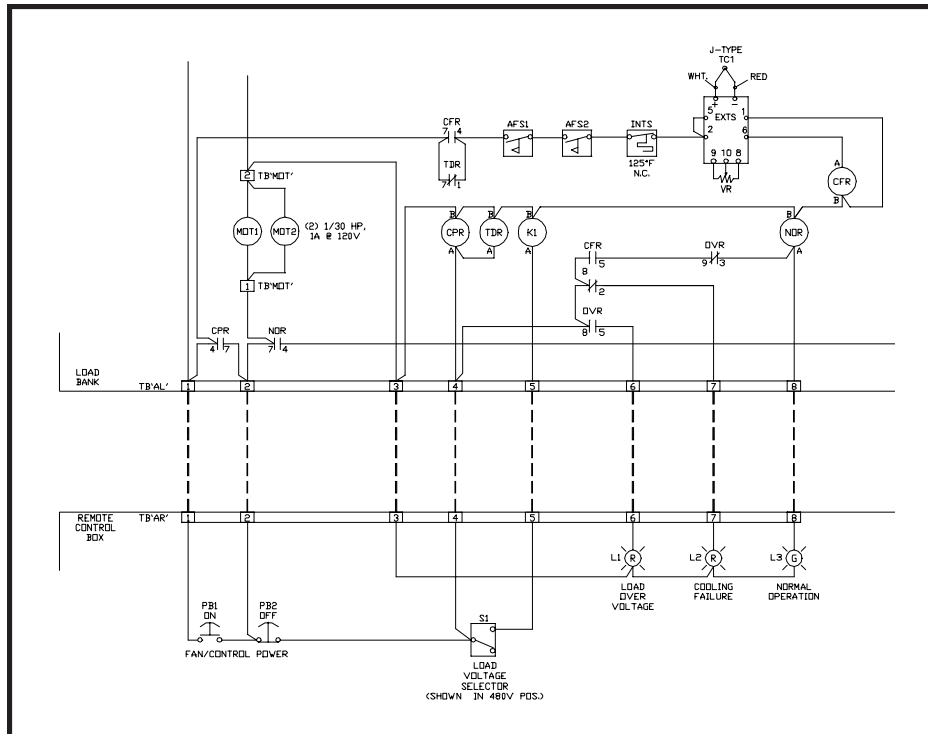 J-TYPE
TC1
WHT. RED
+ -
5 EXTS 1
2 6
9 10 8
VR
CFR
7 4
AFS1 AFS2 INTS
125°F
N.C.
TDR
7 1
A
CFR
B
2 TB'MOT'
MOT1 MOT2
(2) 1/30 HP,
1A @ 120V
1 TB'MOT'
B B B B
CPR TDR K1 NOR
A A A A
CFR
5
OVR
9 3
8
2
OVR
8 5
CPR
4 7
NOR
7 4
LOAD
BANK
TB'AL' 1 2 3 4 5 6 7 8
REMOTE
CONTROL
BOX
TB'AR' 1 2 3 4 5 6 7 8
L1 R L2 R L3 G
LOAD
OVER
VOLTAGE
COOLING
FAILURE
NORMAL
OPERATION
PB1
ON
PB2
OFF
FAN/CONTROL POWER
S1
LOAD
VOLTAGE
SELECTOR
(SHOWN IN 480V POS.)